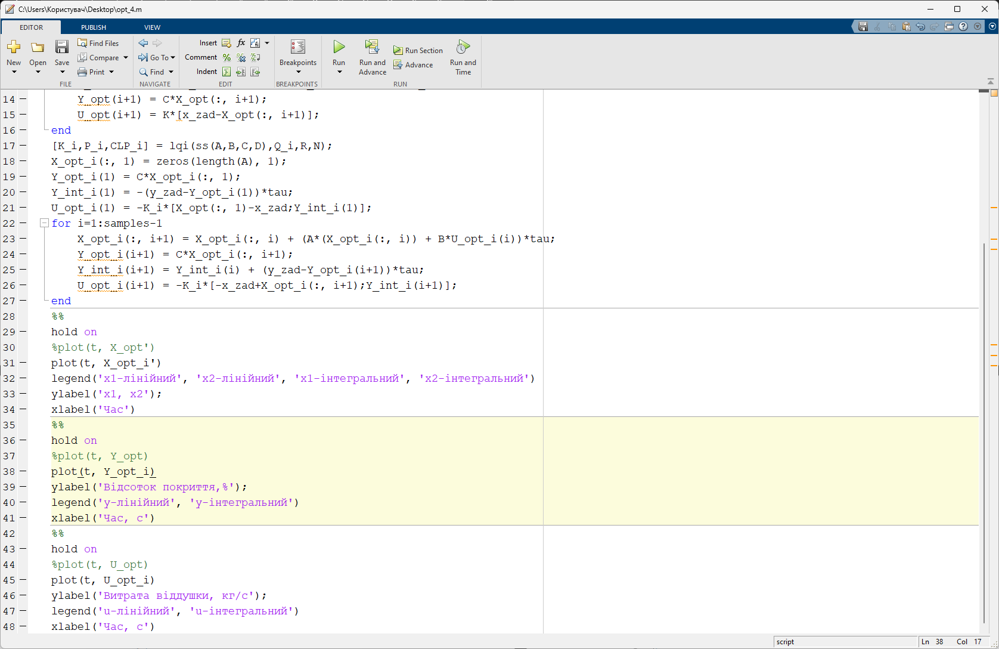 C:\Users\Користувач\Desktop\opt_4.m
EDITOR PUBLISH VIEW
New
Open
Save
Find Files
Compare
Print
FILE
Go To
Find
NAVIGATE
Insert fx
Comment
Indent
EDIT
Breakpoints
BREAKPOINTS
Run
Run and Advance
Run Section
Advance
Run and Time
RUN
14 Y_opt(i+1) = C*X_opt(:, i+1);
15 U_opt(i+1) = K*[x_zad-X_opt(:, i+1)];
16 end
17 [K_i,P_i,CLP_i] = lqi(ss(A,B,C,D),Q_i,R,N);
18 X_opt_i(:, 1) = zeros(length(A), 1);
19 Y_opt_i(1) = C*X_opt_i(:, 1);
20 Y_int_i(1) = -(y_zad-Y_opt_i(1))*tau;
21 U_opt_i(1) = -K_i*[X_opt(:, 1)-x_zad;Y_int_i(1)];
22 for i=1:samples-1
23 X_opt_i(:, i+1) = X_opt_i(:, i) + (A*(X_opt_i(:, i)) + B*U_opt_i(i))*tau;
24 Y_opt_i(i+1) = C*X_opt_i(:, i+1);
25 Y_int_i(i+1) = Y_int_i(i) + (y_zad-Y_opt_i(i+1))*tau;
26 U_opt_i(i+1) = -K_i*[-x_zad+X_opt_i(:, i+1);Y_int_i(i+1)];
27 end
28 %%
29 hold on
30 %plot(t, X_opt')
31 plot(t, X_opt_i')
32 legend('x1-лінійний', 'x2-лінійний', 'x1-інтегральний', 'x2-інтегральний')
33 ylabel('x1, x2');
34 xlabel('Час')
35 %%
36 hold on
37 %plot(t, Y_opt)
38 plot(t, Y_opt_i)
39 ylabel('Відсоток покриття,%');
40 legend('y-лінійний', 'y-інтегральний')
41 xlabel('Час, с')
42 %%
43 hold on
44 %plot(t, U_opt)
45 plot(t, U_opt_i)
46 ylabel('Витрата віддушки, кг/с');
47 legend('u-лінійний', 'u-інтегральний')
48 xlabel('Час, с')
script Ln 38 Col 17